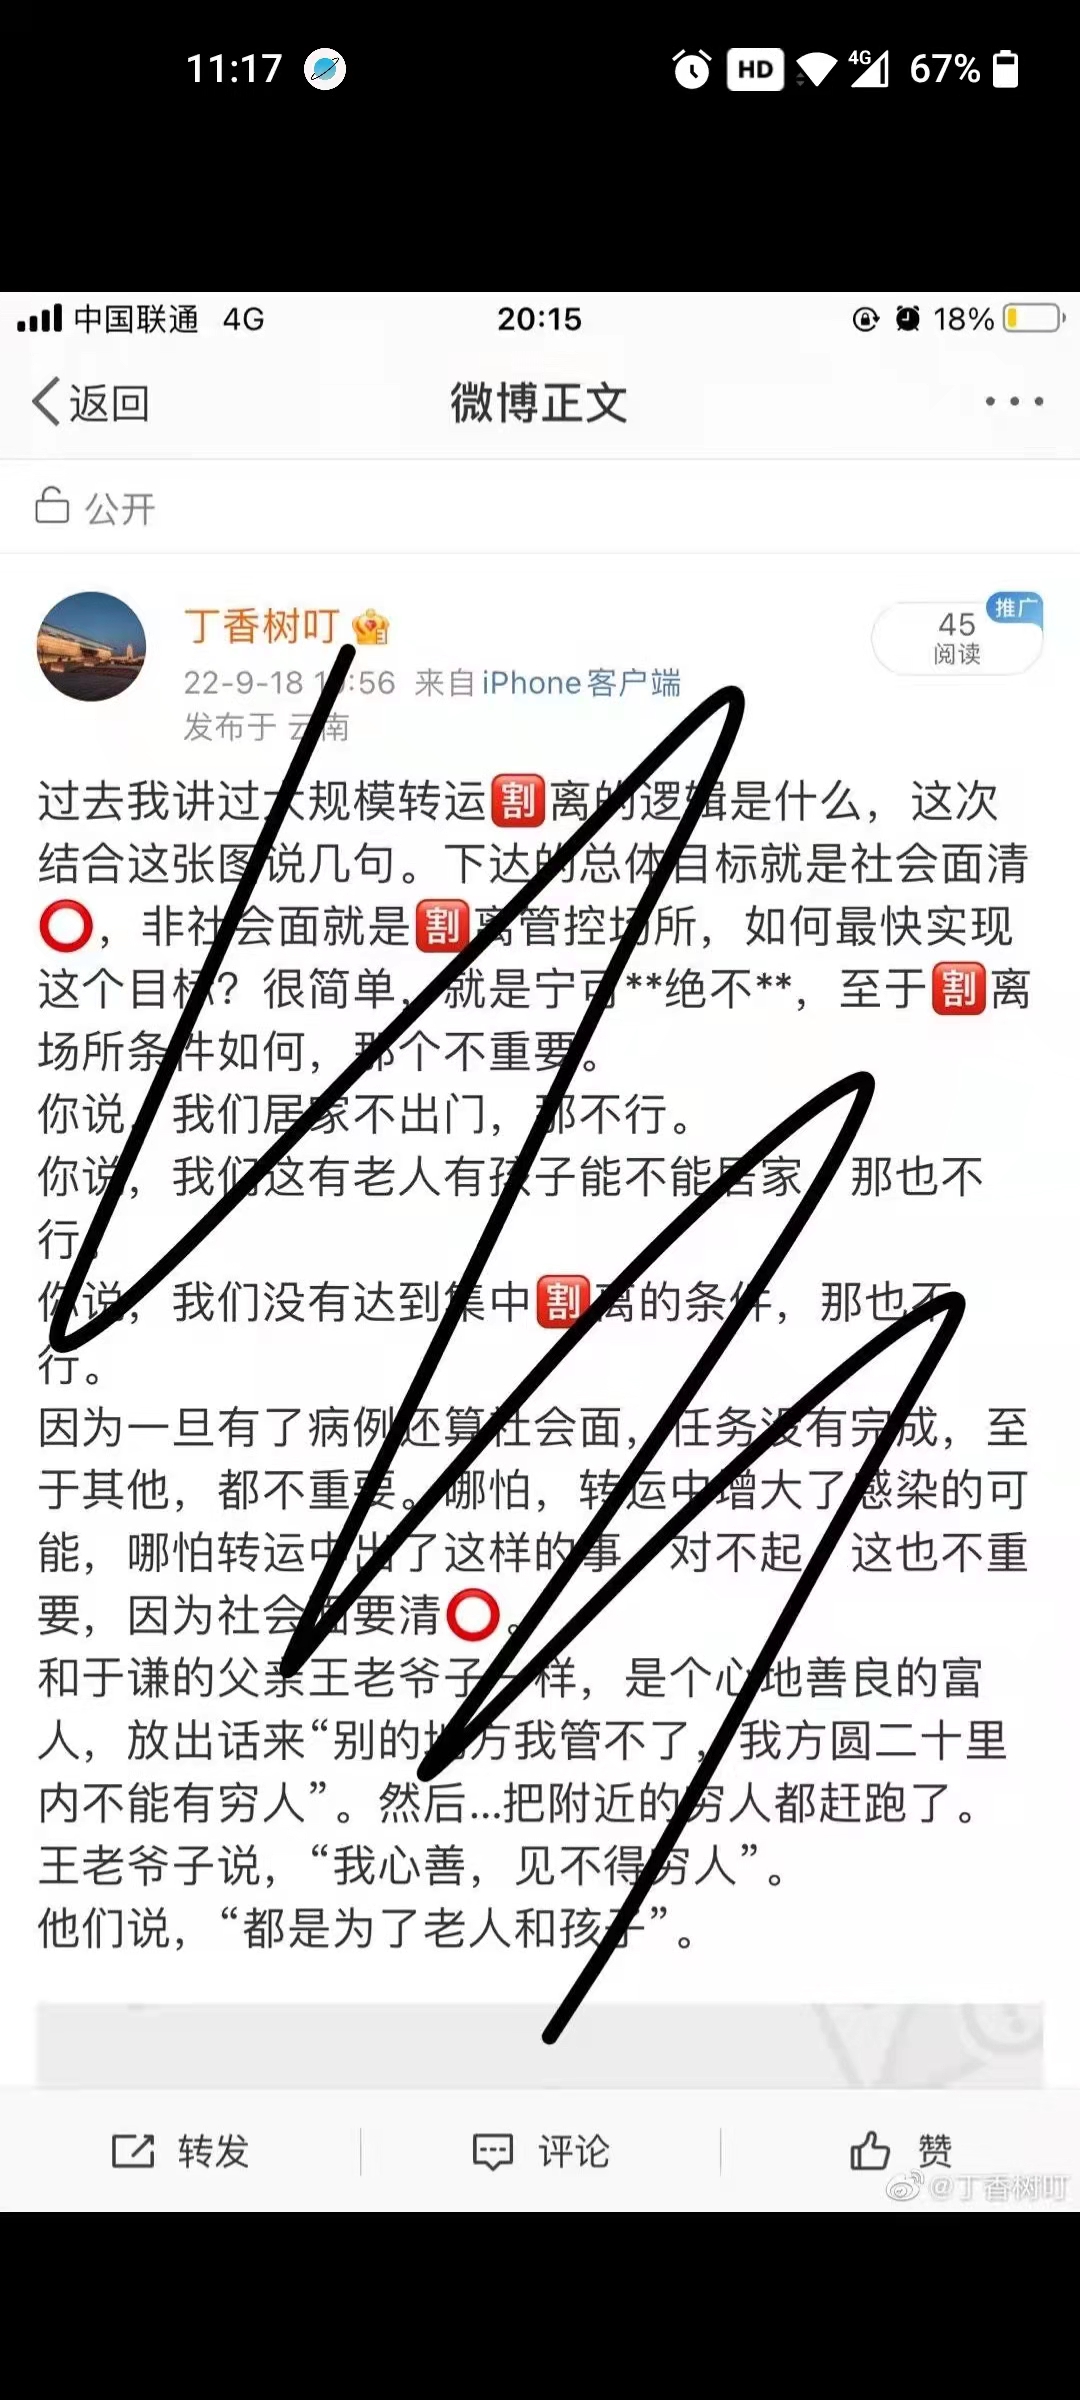 11:17 HD 4G 67%
中国联通 4G 20:15 18%
返回 微博正文
公开
丁香树叮
45
推广
阅读
22-9-18 1:56 来自 iPhone客户端
发布于 云南
过去我讲过大规模转运🈹离的逻辑是什么，这次
结合这张图说几句。下达的总体目标就是社会面清
⭕，非社会面就是🈹离管控场所，如何最快实现
这个目标？很简单，就是宁可**绝不**，至于🈹离
场所条件如何，那个不重要。
你说，我们居家不出门，那不行。
你说，我们这有老人有孩子能不能居家，那也不
行。
你说，我们没有达到集中🈹离的条件，那也不
行。
因为一旦有了病例还算社会面，任务没有完成，至
于其他，都不重要。哪怕，转运中增大了感染的可
能，哪怕转运中出了这样的事，对不起，这也不重
要，因为社会面要清⭕。
和于谦的父亲王老爷子一样，是个心地善良的富
人，放出话来“别的地方我管不了，我方圆二十里
内不能有穷人”。然后...把附近的穷人都赶跑了。
王老爷子说，“我心善，见不得穷人”。
他们说，“都是为了老人和孩子”。
转发 评论 赞
@丁香树叮